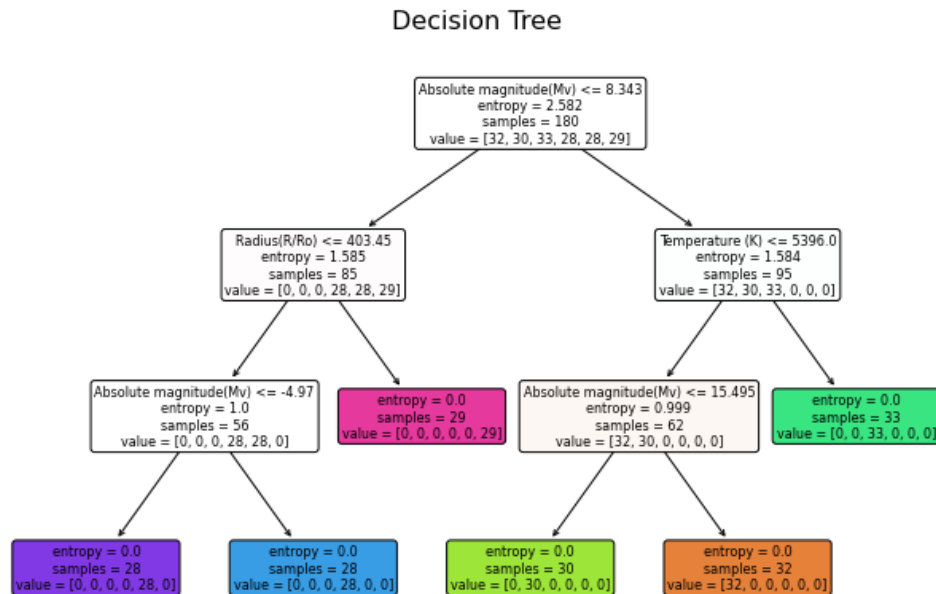 Decision Tree
Absolute magnitude(Mv) <= 8.343
entropy = 2.582
samples = 180
value = [32, 30, 33, 28, 28, 29]
Radius(R/Ro) <= 403.45
entropy = 1.585
samples = 85
value = [0, 0, 0, 28, 28, 29]
Temperature (K) <= 5396.0
entropy = 1.584
samples = 95
value = [32, 30, 33, 0, 0, 0]
Absolute magnitude(Mv) <= -4.97
entropy = 1.0
samples = 56
value = [0, 0, 0, 28, 28, 0]
entropy = 0.0
samples = 29
value = [0, 0, 0, 0, 0, 29]
Absolute magnitude(Mv) <= 15.495
entropy = 0.999
samples = 62
value = [32, 30, 0, 0, 0, 0]
entropy = 0.0
samples = 33
value = [0, 0, 33, 0, 0, 0]
entropy = 0.0
samples = 28
value = [0, 0, 0, 0, 28, 0]
entropy = 0.0
samples = 28
value = [0, 0, 0, 28, 0, 0]
entropy = 0.0
samples = 30
value = [0, 30, 0, 0, 0, 0]
entropy = 0.0
samples = 32
value = [32, 0, 0, 0, 0, 0]